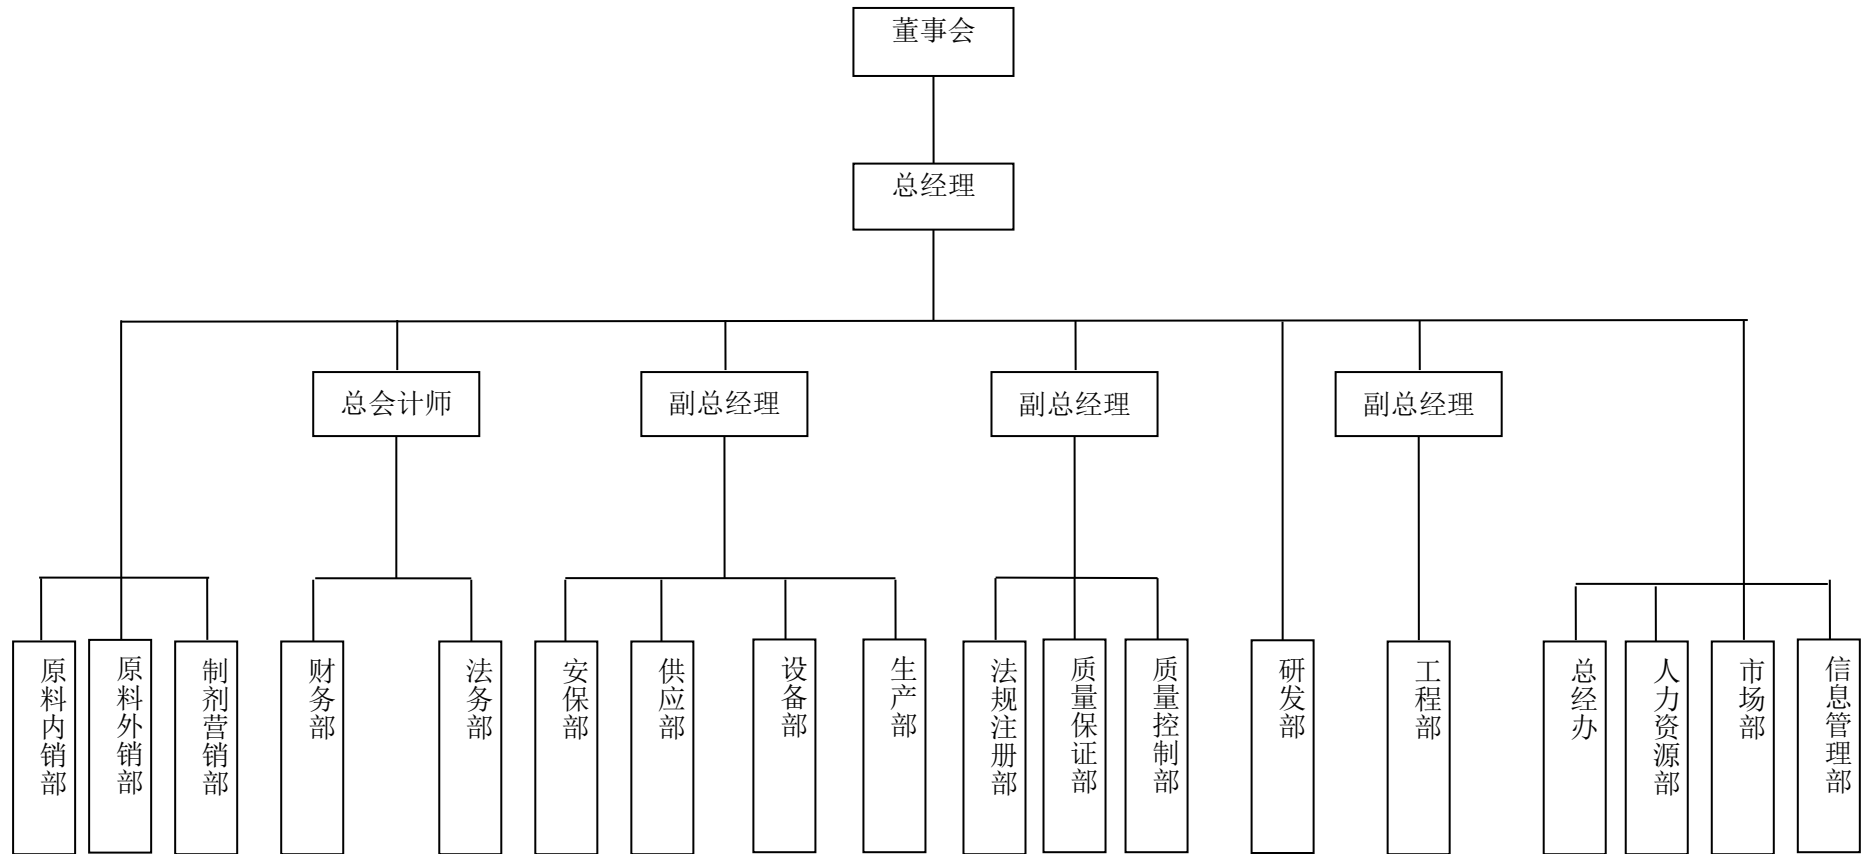 董事会
总经理
总会计师
副总经理
副总经理
副总经理
原料内销部
原料外销部
制剂营销部
财务部
法务部
安保部
供应部
设备部
生产部
法规注册部
质量保证部
质量控制部
研发部
工程部
总经办
人力资源部
市场部
信息管理部